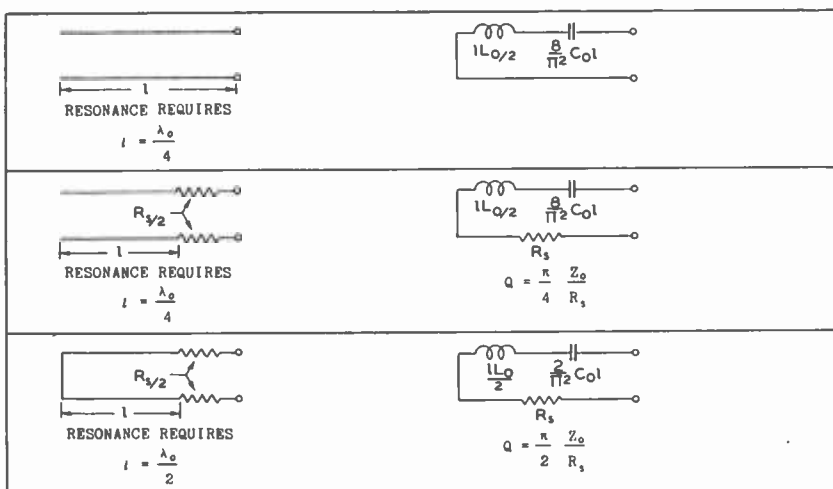 l
RESONANCE REQUIRES
l = λ₀/4
lL₀/2 8/π² C₀l
R_S/2
l
RESONANCE REQUIRES
l = λ₀/4
lL₀/2 8/π² C₀l
R_s
Q = π/4 Z₀/R_s
R_S/2
l
RESONANCE REQUIRES
l = λ₀/2
lL₀/2 2/π² C₀l
R_s
Q = π/2 Z₀/R_s